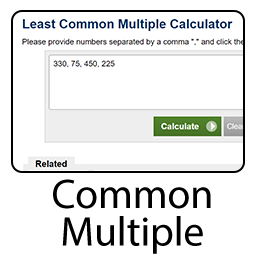 Least Common Multiple Calculator
Please provide numbers separated by a comma "," and click the
330, 75, 450, 225
Calculate
Clea
Related
Common
Multiple